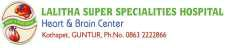 LALITHA SUPER SPECIALITIES HOSPITAL
Heart & Brain Center
Kothapet, GUNTUR, Ph.No. 0863 2222866